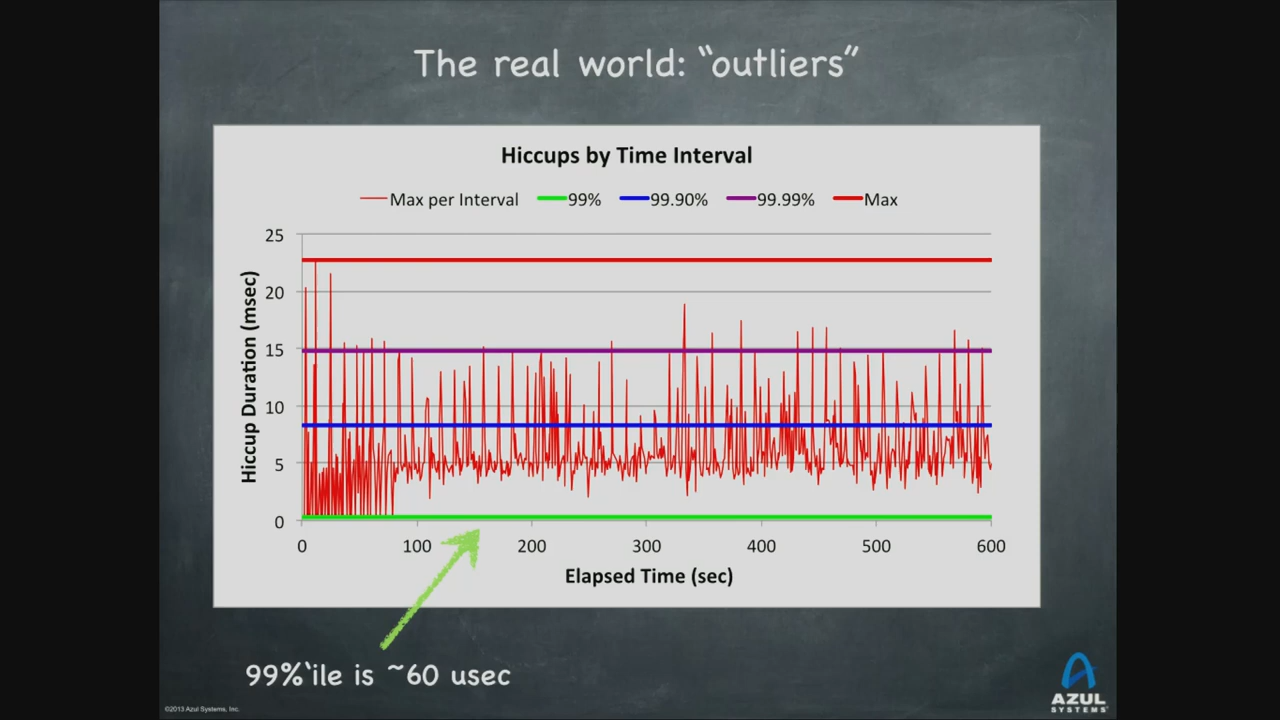 The real world: “outliers”
Hiccups by Time Interval
Max per Interval 99% 99.90% 99.99% Max
Hiccup Duration (msec)
25
20
15
10
5
0
0 100 200 300 400 500 600
Elapsed Time (sec)
99%‘ile is ~60 usec
©2013 Azul Systems, Inc.
AZUL
SYSTEMS